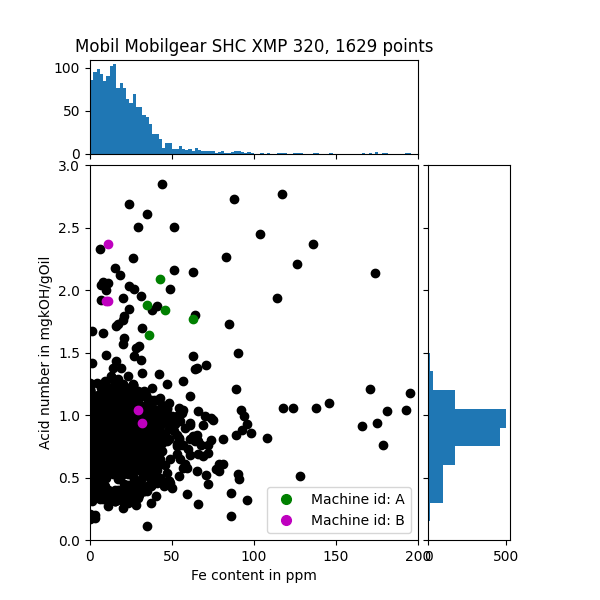 Mobil Mobilgear SHC XMP 320, 1629 points
100
50
0
3.0
2.5
2.0
1.5
1.0
0.5
0.0
Acid number in mgkOH/gOil
Machine id: A
Machine id: B
0 50 100 150 200
0 500
Fe content in ppm